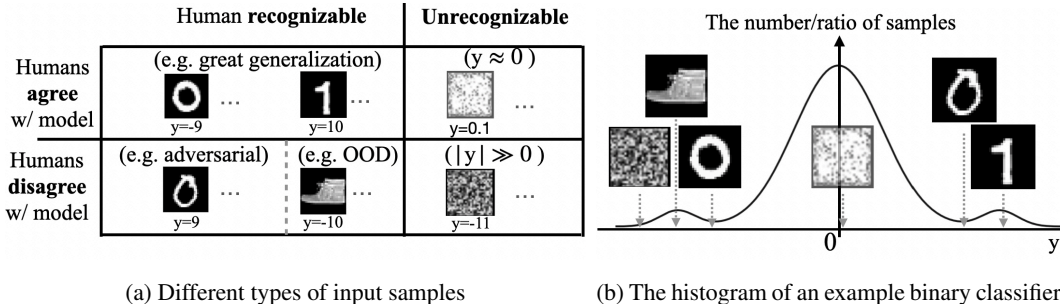 Human recognizable
Unrecognizable
Humans
agree
w/ model
(e.g. great generalization)
(y ≈ 0)
...
...
...
y=-9
y=10
y=0.1
Humans
disagree
w/ model
(e.g. adversarial)
(e.g. OOD)
(|y| ≫ 0)
...
...
...
y=9
y=-10
y=-11
(a) Different types of input samples
The number/ratio of samples
0
y
(b) The histogram of an example binary classifier